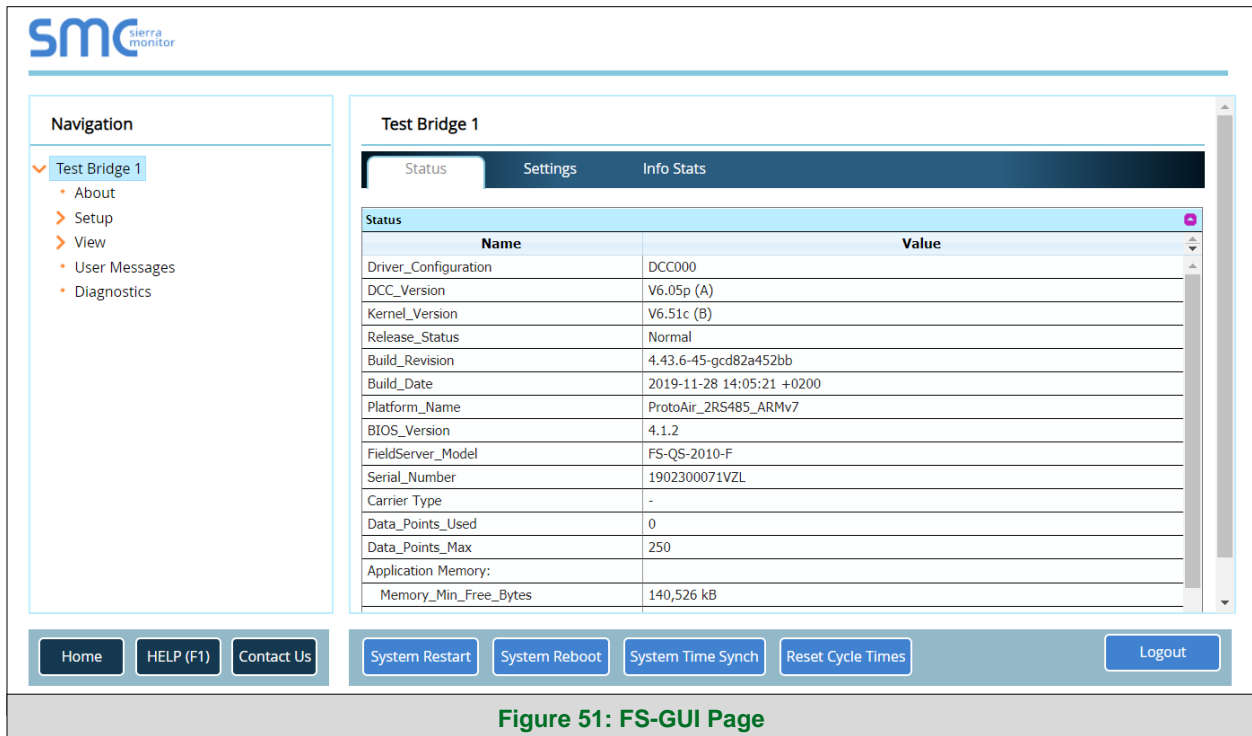 SMC sierra monitor
Navigation
Test Bridge 1
About
Setup
View
User Messages
Diagnostics
Test Bridge 1
Status Settings Info Stats
Status
Name Value
Driver_Configuration DCC000
DCC_Version V6.05p (A)
Kernel_Version V6.51c (B)
Release_Status Normal
Build_Revision 4.43.6-45-gcd82a452bb
Build_Date 2019-11-28 14:05:21 +0200
Platform_Name ProtoAir_2RS485_ARMv7
BIOS_Version 4.1.2
FieldServer_Model FS-QS-2010-F
Serial_Number 1902300071VZL
Carrier Type -
Data_Points_Used 0
Data_Points_Max 250
Application Memory:
Memory_Min_Free_Bytes 140,526 kB
Home HELP (F1) Contact Us System Restart System Reboot System Time Synch Reset Cycle Times Logout
Figure 51: FS-GUI Page